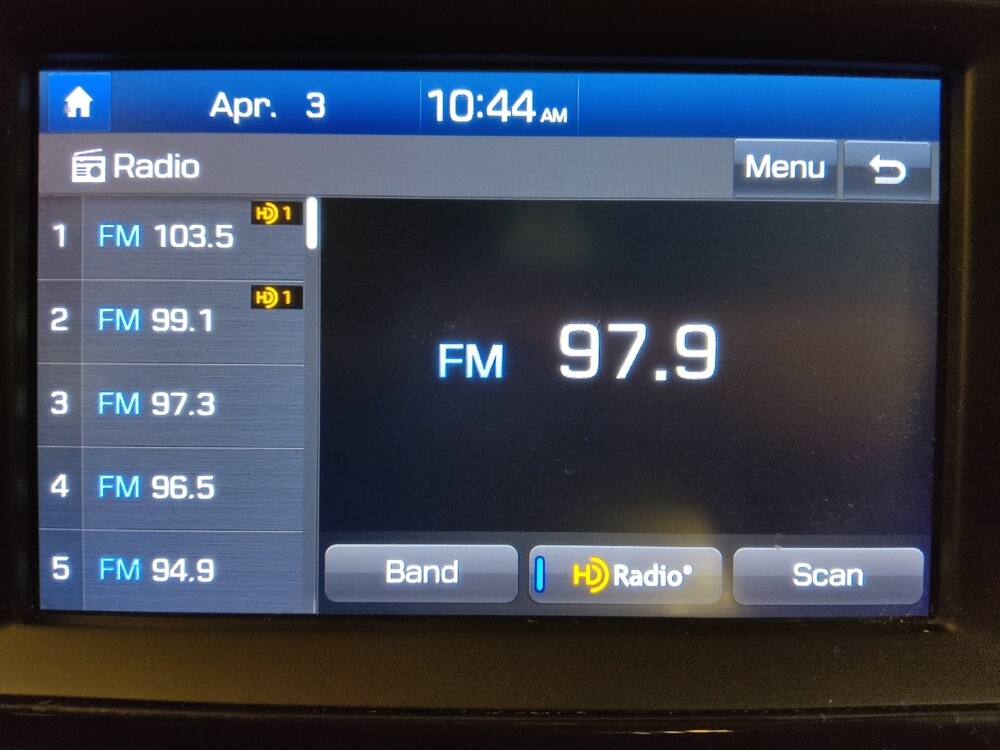 Apr. 3 10:44 AM
Radio Menu
1 FM 103.5 HD 1
2 FM 99.1 HD 1
3 FM 97.3
4 FM 96.5
5 FM 94.9
FM 97.9
Band HD Radio® Scan